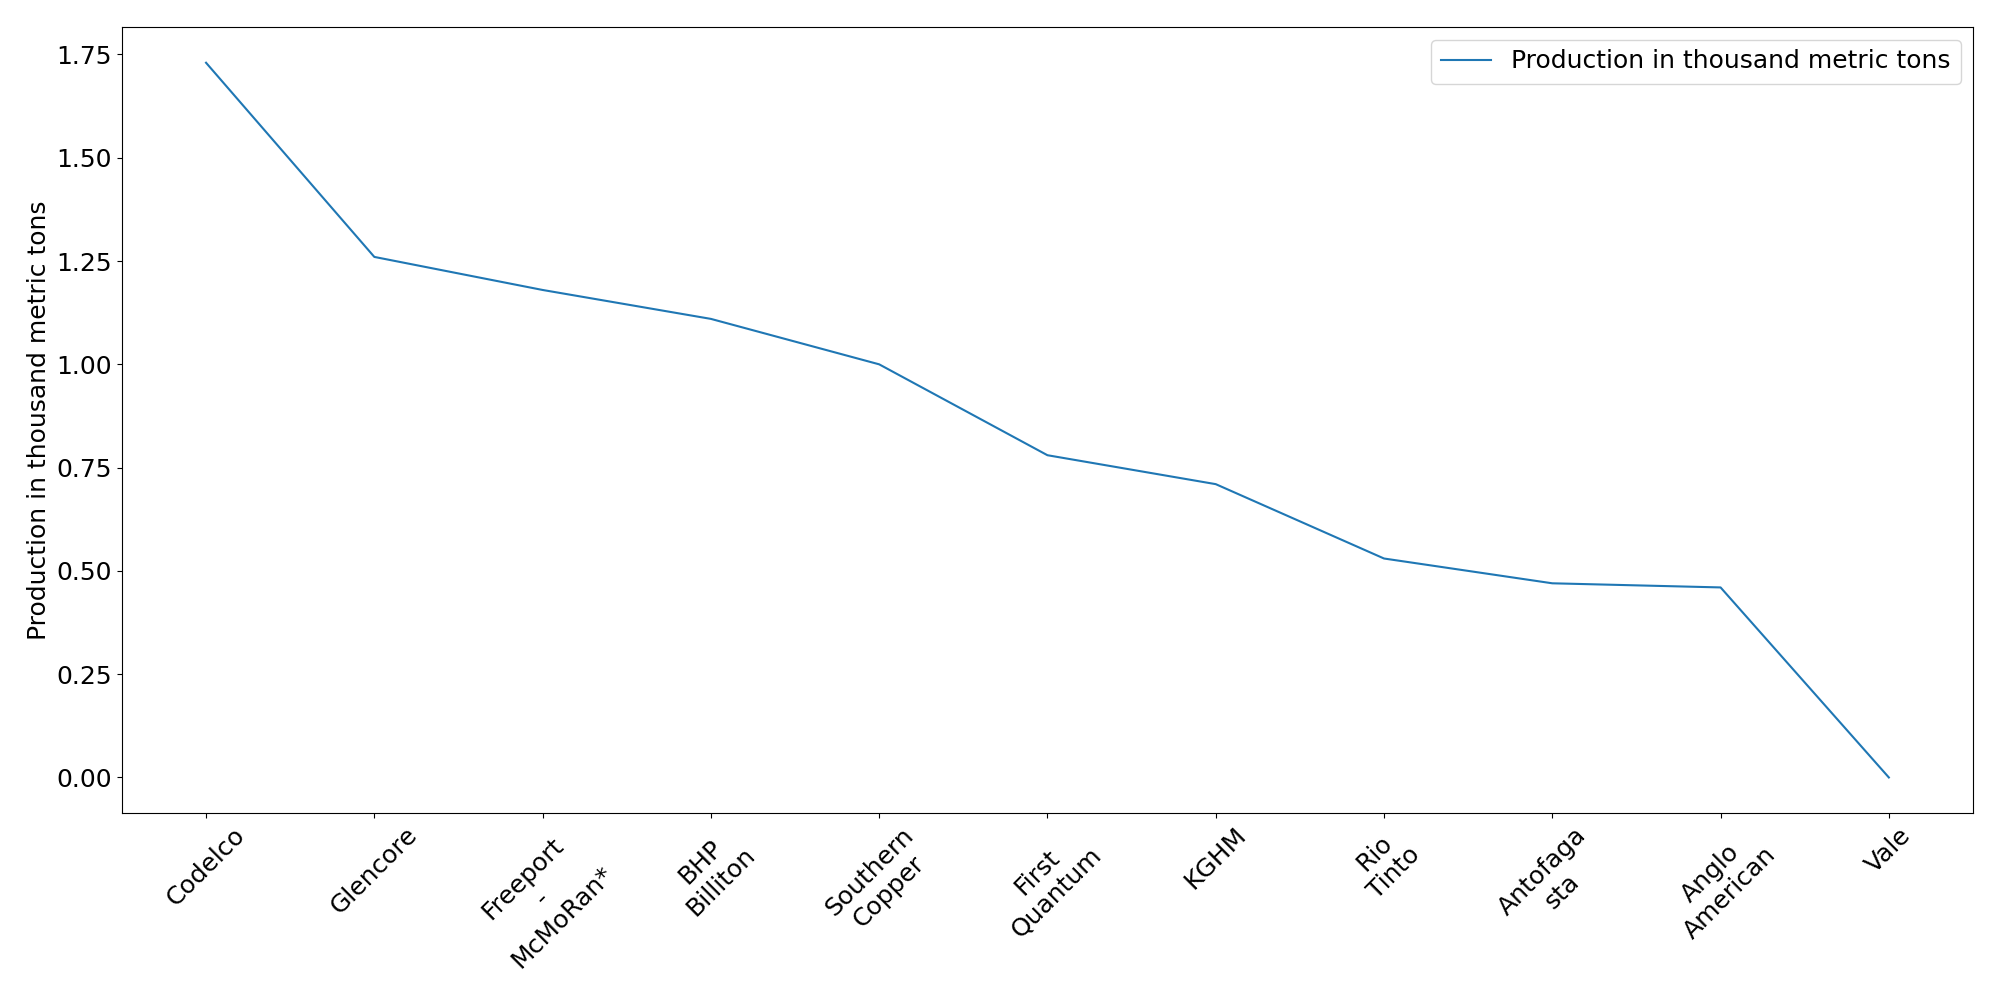 Production in thousand metric tons
1.75
1.50
1.25
1.00
0.75
0.50
0.25
0.00
Production in thousand metric tons
Codelco
Glencore
Freeport
-
McMoRan*
BHP
Billiton
Southern
Copper
First
Quantum
KGHM
Rio
Tinto
Antofaga
sta
Anglo
American
Vale